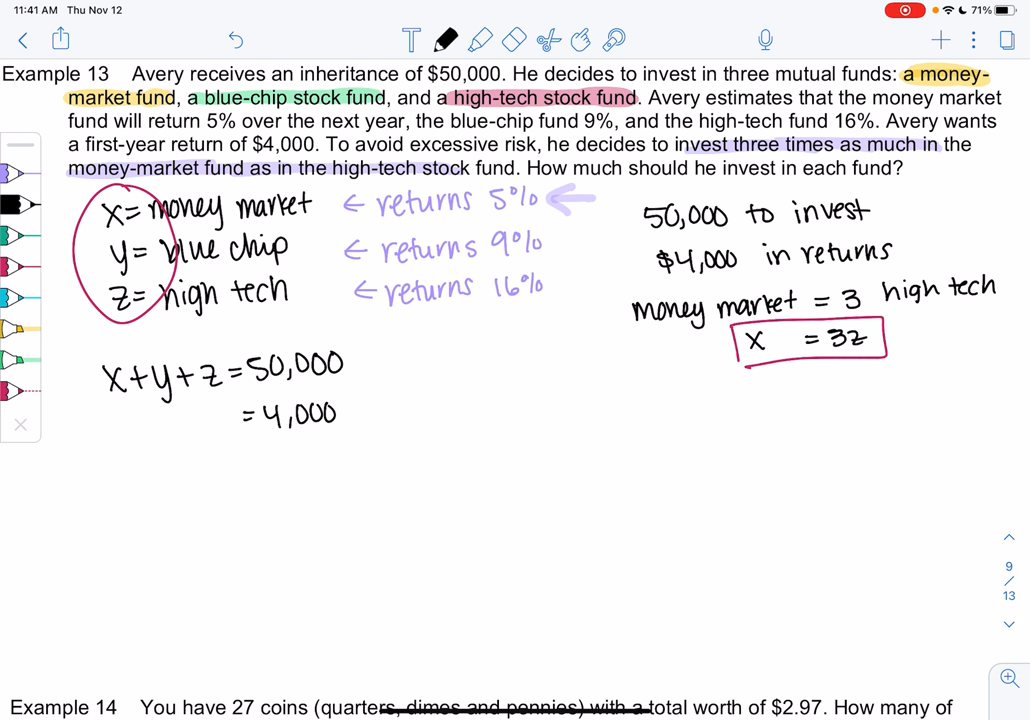 11:41 AM Thu Nov 12
71%
T
Example 13 Avery receives an inheritance of $50,000. He decides to invest in three mutual funds: a money-
market fund, a blue-chip stock fund, and a high-tech stock fund. Avery estimates that the money market
fund will return 5% over the next year, the blue-chip fund 9%, and the high-tech fund 16%. Avery wants
a first-year return of $4,000. To avoid excessive risk, he decides to invest three times as much in the
money-market fund as in the high-tech stock fund. How much should he invest in each fund?
x = money market ← returns 5% ←
y = blue chip ← returns 9%
z = high tech ← returns 16%
50,000 to invest
$4,000 in returns
money market = 3 high tech
x = 3z
x+y+z = 50,000
= 4,000
9
/
13
Example 14 You have 27 coins (quarters, dimes and pennies) with a total worth of $2.97. How many of